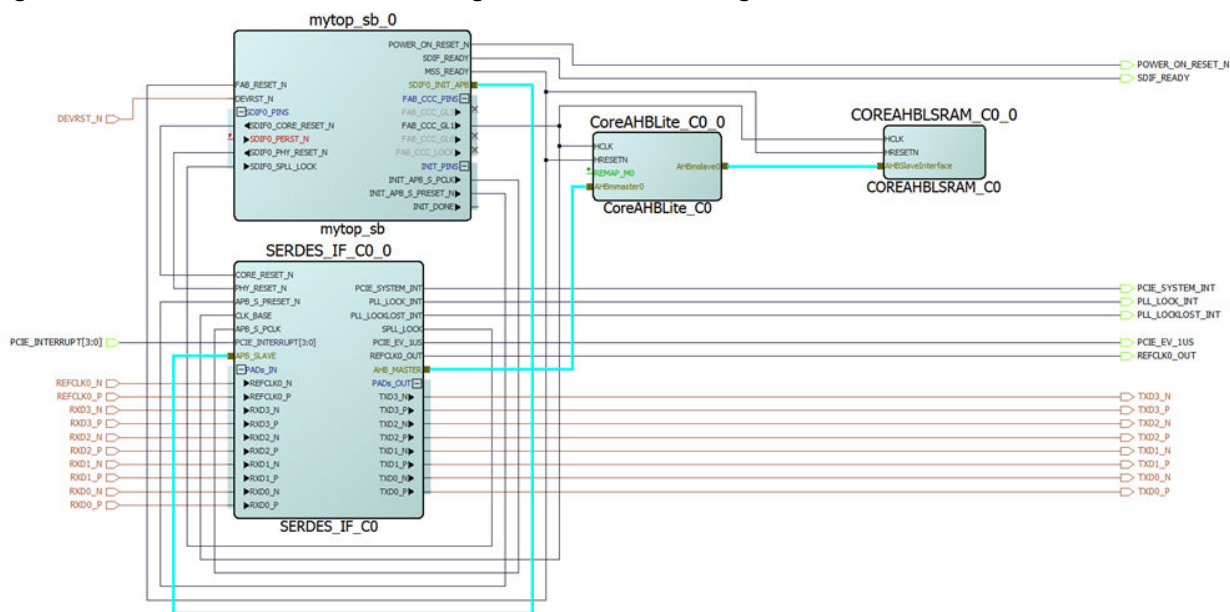 mytop_sb_0
POWER_ON_RESET_N
SDIF_READY
MSS_READY
FAB_RESET_N
SDIF0_INIT_APB
DEVRST_N
FAB_CCC_PINS
SDIF0_PINS
FAB_CCC_GL3
SDIF0_CORE_RESET_N
FAB_CCC_GL1
SDIF0_PERST_N
FAB_CCC_GL0
SDIF0_PHY_RESET_N
FAB_CCC_LOCK
SDIF0_SPLL_LOCK
INIT_PINS
INIT_APB_S_PCLK
INIT_APB_S_PRESET_N
INIT_DONE
mytop_sb
DEVRST_N
CoreAHBLite_C0_0
HCLK
HRESETN
AHBmslave0
REMAP_M0
AHBmmaster0
CoreAHBLite_C0
COREAHBLSRAM_C0_0
HCLK
HRESETN
AHBSlaveInterface
COREAHBLSRAM_C0
POWER_ON_RESET_N
SDIF_READY
SERDES_IF_C0_0
CORE_RESET_N
PHY_RESET_N
PCIE_SYSTEM_INT
APB_S_PRESET_N
PLL_LOCK_INT
CLK_BASE
PLL_LOCKLOST_INT
APB_S_PCLK
SPLL_LOCK
PCIE_INTERRUPT[3:0]
PCIE_EV_1US
APB_SLAVE
REFCLK0_OUT
PADs_IN
AHB_MASTER
REFCLK0_N
PADs_OUT
REFCLK0_P
TXD3_N
RXD3_N
TXD3_P
RXD3_P
TXD2_N
RXD2_N
TXD2_P
RXD2_P
TXD1_N
RXD1_N
TXD1_P
RXD1_P
TXD0_N
RXD0_N
TXD0_P
RXD0_P
SERDES_IF_C0
PCIE_INTERRUPT[3:0]
REFCLK0_N
REFCLK0_P
RXD3_N
RXD3_P
RXD2_N
RXD2_P
RXD1_N
RXD1_P
RXD0_N
RXD0_P
PCIE_SYSTEM_INT
PLL_LOCK_INT
PLL_LOCKLOST_INT
PCIE_EV_1US
REFCLK0_OUT
TXD3_N
TXD3_P
TXD2_N
TXD2_P
TXD1_N
TXD1_P
TXD0_N
TXD0_P